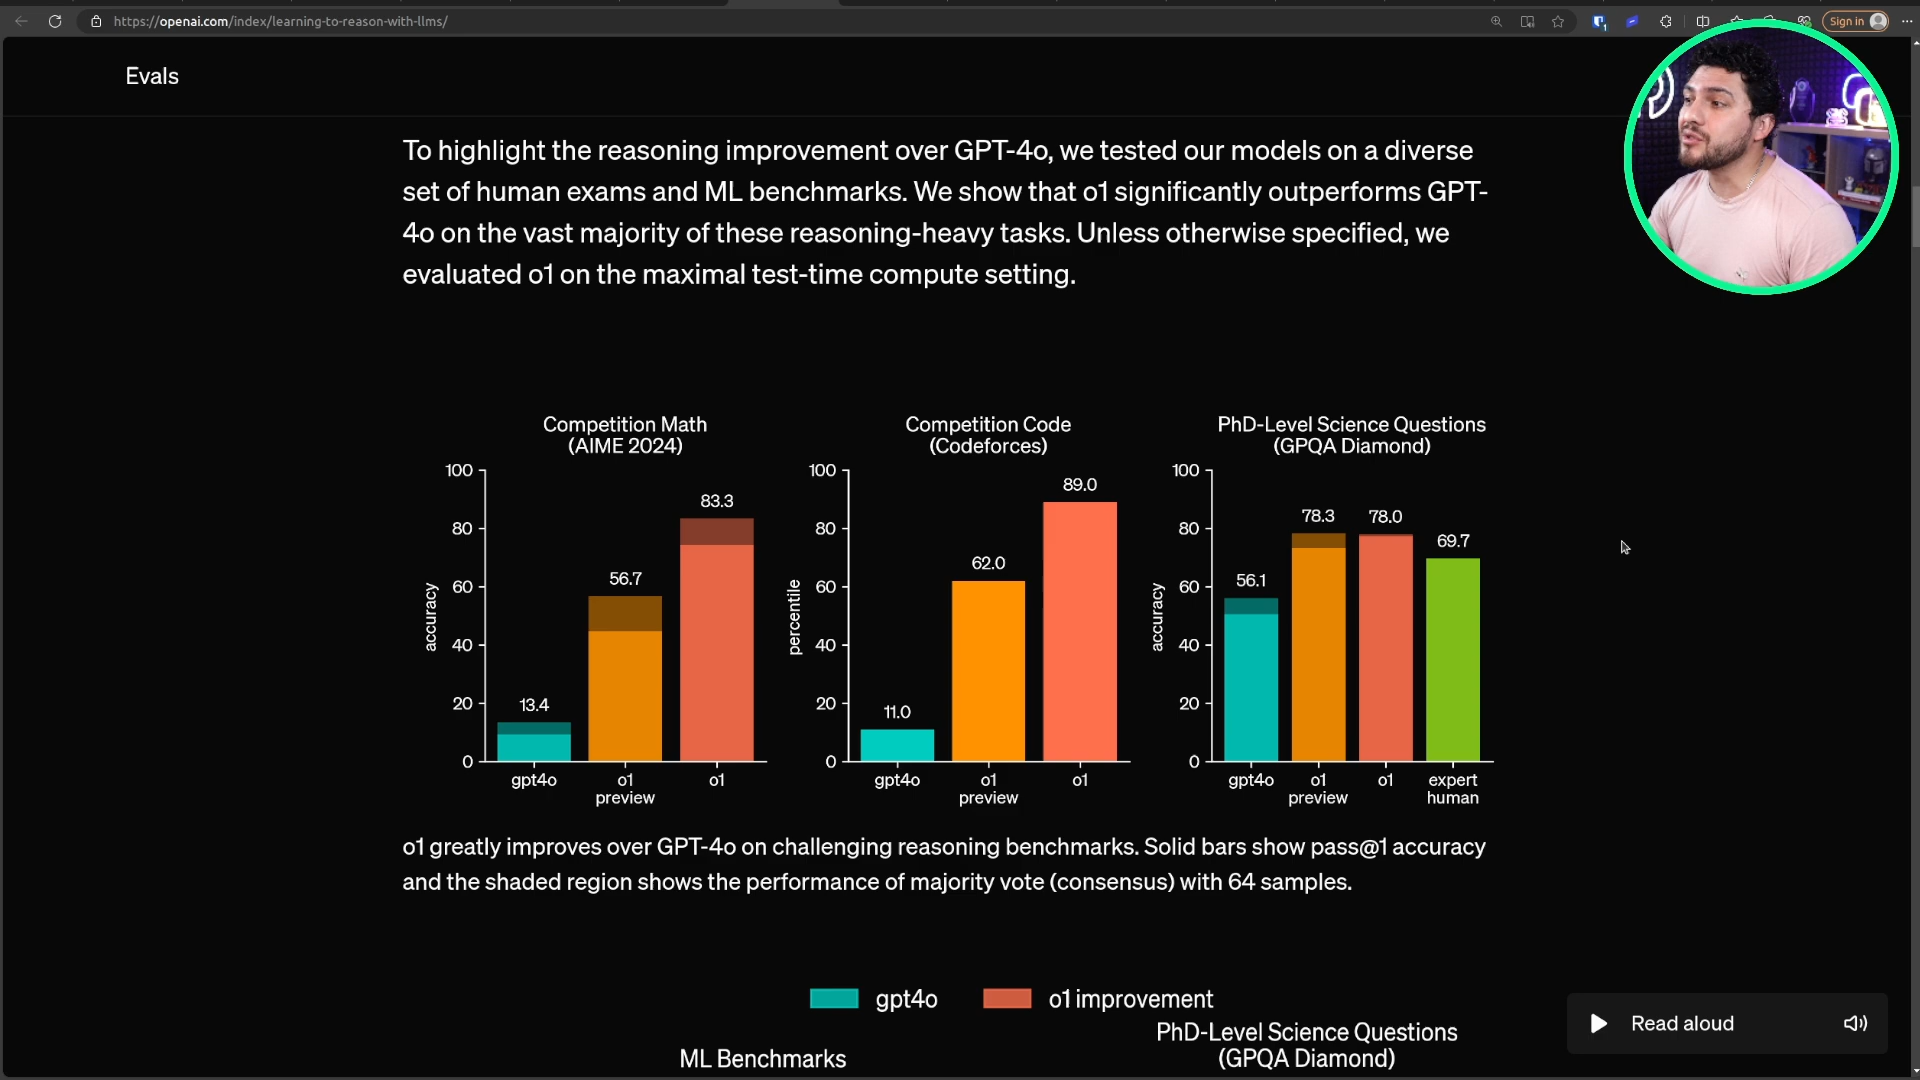 https://openai.com/index/learning-to-reason-with-llms/
Sign in
Evals
To highlight the reasoning improvement over GPT-4o, we tested our models on a diverse
set of human exams and ML benchmarks. We show that o1 significantly outperforms GPT-
4o on the vast majority of these reasoning-heavy tasks. Unless otherwise specified, we
evaluated o1 on the maximal test-time compute setting.
Competition Math
(AIME 2024)
100
80
60
40
20
0
accuracy
13.4
56.7
83.3
gpt4o
o1
preview
o1
Competition Code
(Codeforces)
100
80
60
40
20
0
percentile
11.0
62.0
89.0
gpt4o
o1
preview
o1
PhD-Level Science Questions
(GPQA Diamond)
100
80
60
40
20
0
accuracy
56.1
78.3
78.0
69.7
gpt4o
o1
preview
o1
expert
human
o1 greatly improves over GPT-4o on challenging reasoning benchmarks. Solid bars show pass@1 accuracy
and the shaded region shows the performance of majority vote (consensus) with 64 samples.
gpt4o
o1 improvement
ML Benchmarks
PhD-Level Science Questions
(GPQA Diamond)
Read aloud